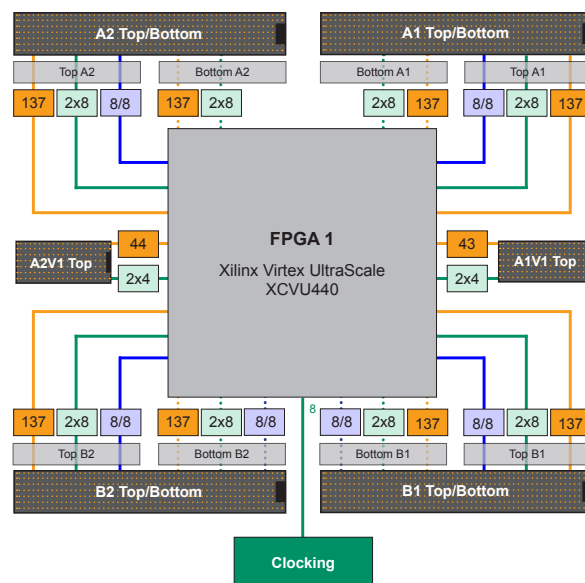 A2 Top/Bottom
A1 Top/Bottom
Top A2
Bottom A2
Bottom A1
Top A1
137 2x8 8/8 137 2x8 2x8 137 8/8 2x8 137
FPGA 1
Xilinx Virtex UltraScale
XCVU440
44
43
A2V1 Top
A1V1 Top
2x4
2x4
8
137 2x8 8/8 137 2x8 8/8 8/8 2x8 137 8/8 2x8 137
Top B2
Bottom B2
Bottom B1
Top B1
B2 Top/Bottom
B1 Top/Bottom
Clocking